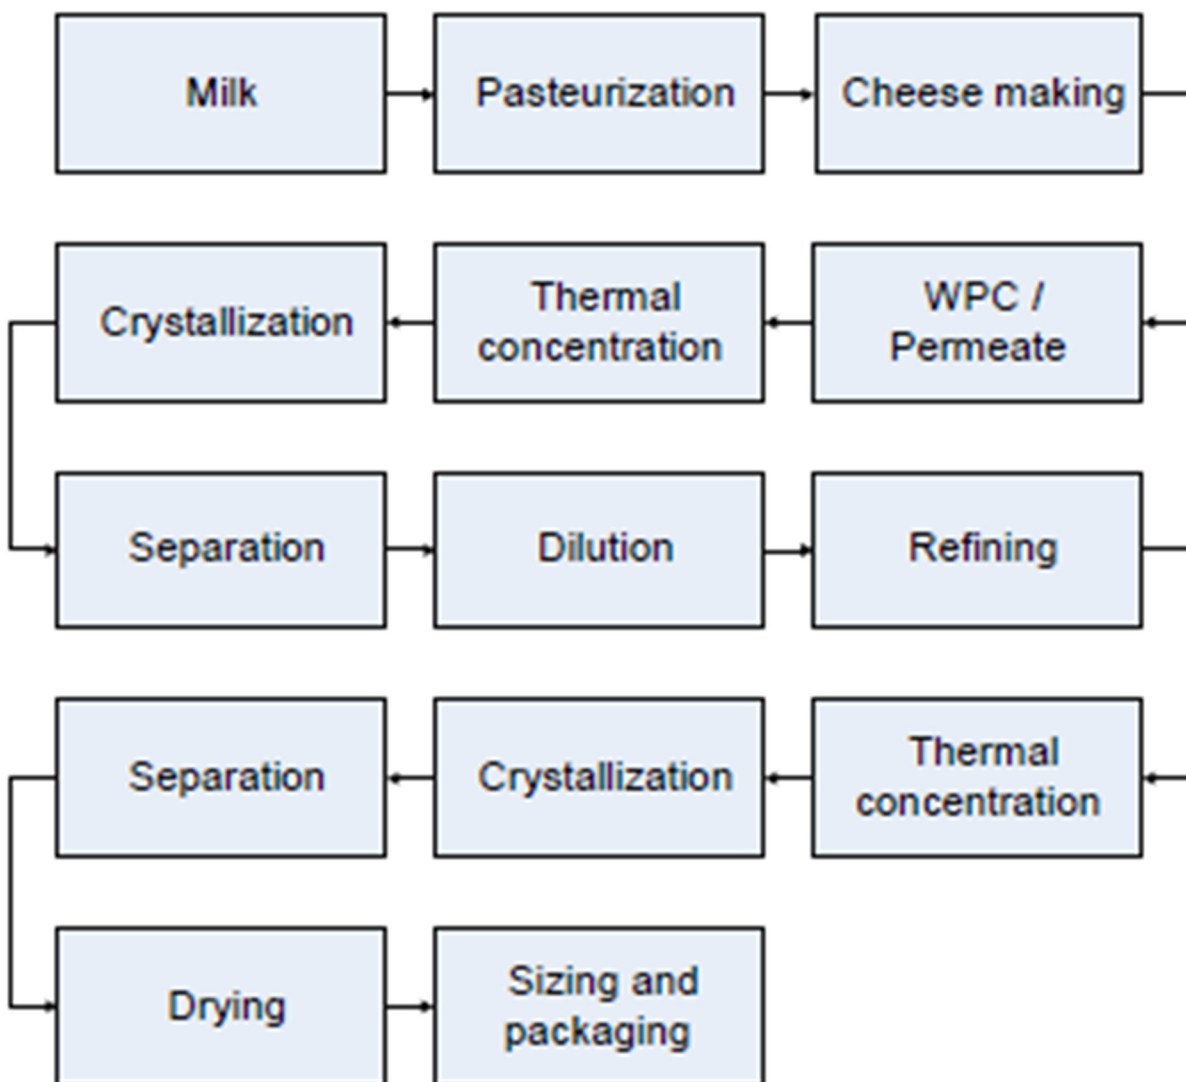 Milk
Pasteurization
Cheese making
WPC /
Permeate
Thermal
concentration
Crystallization
Separation
Dilution
Refining
Thermal
concentration
Crystallization
Separation
Drying
Sizing and
packaging